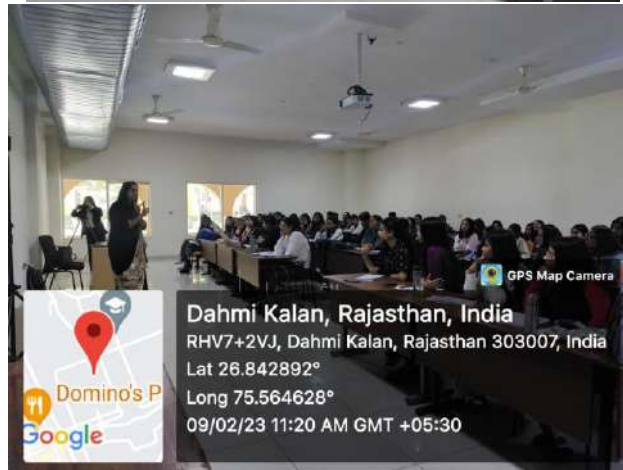 GPS Map Camera
Dahmi Kalan, Rajasthan, India
RHV7+2VJ, Dahmi Kalan, Rajasthan 303007, India
Lat 26.842892°
Long 75.564628°
09/02/23 11:20 AM GMT +05:30
Domino's P
Google